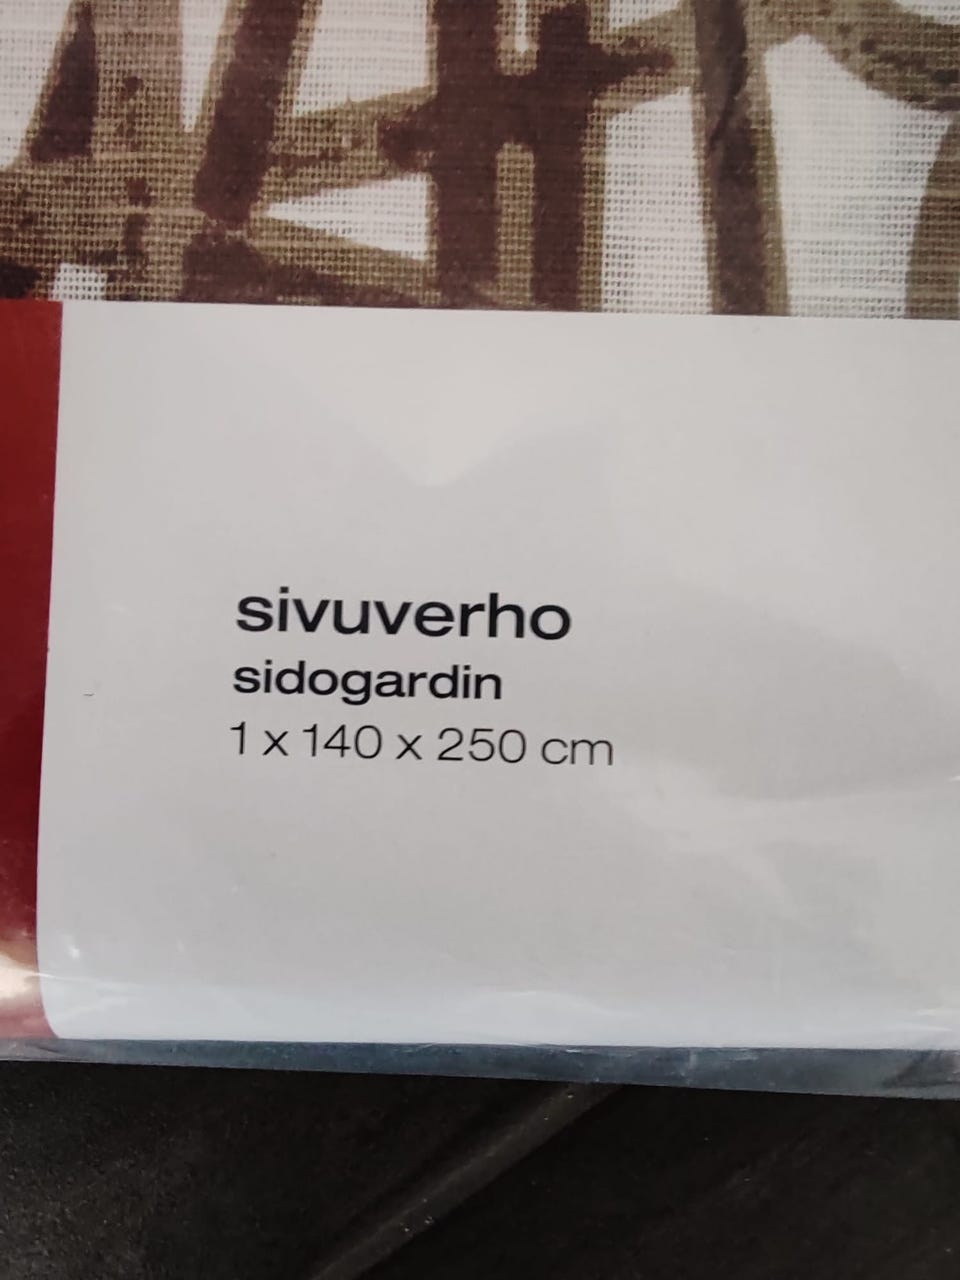 sivuverho
sidogardin
1 x 140 x 250 cm